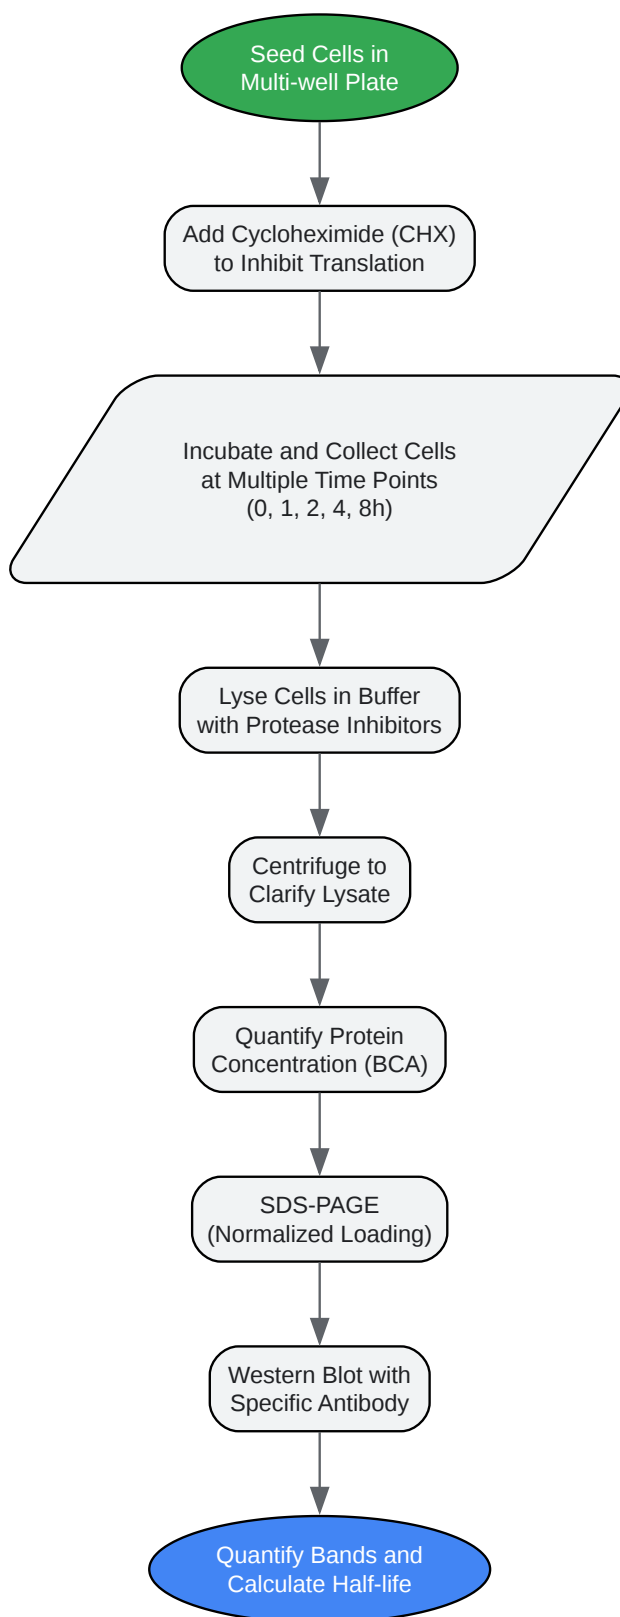 Seed Cells in
Multi-well Plate
Add Cycloheximide (CHX)
to Inhibit Translation
Incubate and Collect Cells
at Multiple Time Points
(0, 1, 2, 4, 8h)
Lyse Cells in Buffer
with Protease Inhibitors
Centrifuge to
Clarify Lysate
Quantify Protein
Concentration (BCA)
SDS-PAGE
(Normalized Loading)
Western Blot with
Specific Antibody
Quantify Bands and
Calculate Half-life